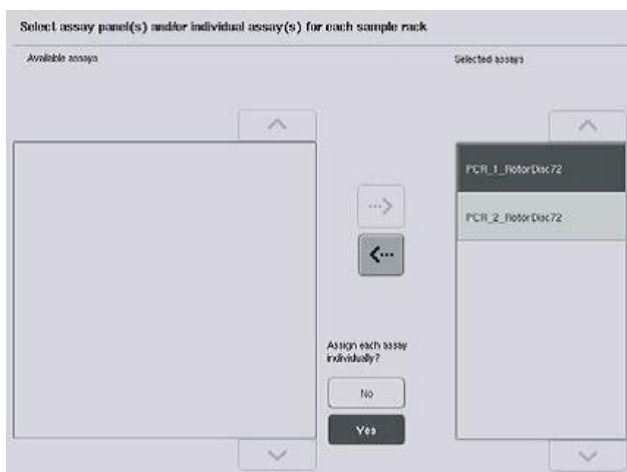 Select assay panel(s) and/or individual assay(s) for each sample rack
Available assays
Selected assays
PCR_1_RotorDisc72
PCR_2_RotorDisc72
Assign each assay
individually?
No
Yes